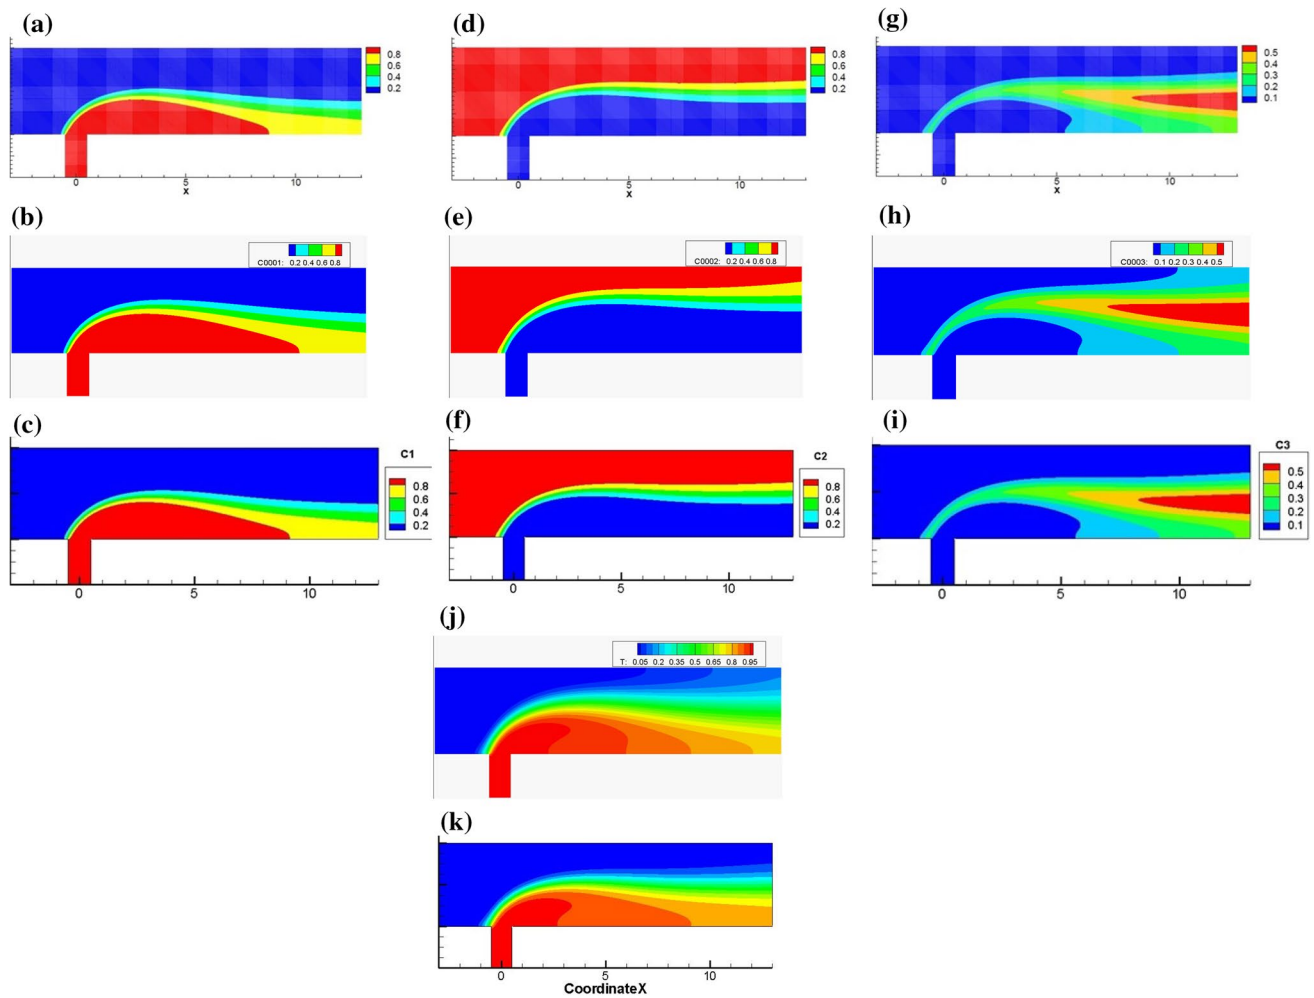 (a)
0.8
0.6
0.4
0.2
0 5 10
x
(d)
0.8
0.6
0.4
0.2
0 5 10
x
(g)
0.5
0.4
0.3
0.2
0.1
0 5 10
x
(b)
C0001: 0.2 0.4 0.6 0.8
(e)
C0002: 0.2 0.4 0.6 0.8
(h)
C0003: 0.1 0.2 0.3 0.4 0.5
(c)
C1
0.8
0.6
0.4
0.2
0 5 10
(f)
C2
0.8
0.6
0.4
0.2
0 5 10
(i)
C3
0.5
0.4
0.3
0.2
0.1
0 5 10
(j)
T: 0.05 0.2 0.35 0.5 0.65 0.8 0.95
(k)
0 5 10
CoordinateX